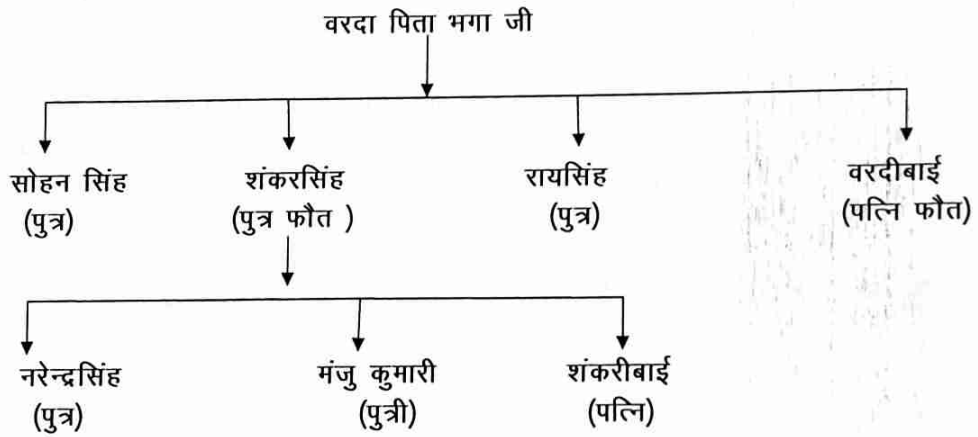 वरदा पिता भगा जी
सोहन सिंह शंकरसिंह रायसिंह वरदीबाई
(पुत्र) (पुत्र फौत ) (पुत्र) (पत्नि फौत)
नरेन्द्रसिंह मंजु कुमारी शंकरीबाई
(पुत्र) (पुत्री) (पत्नि)